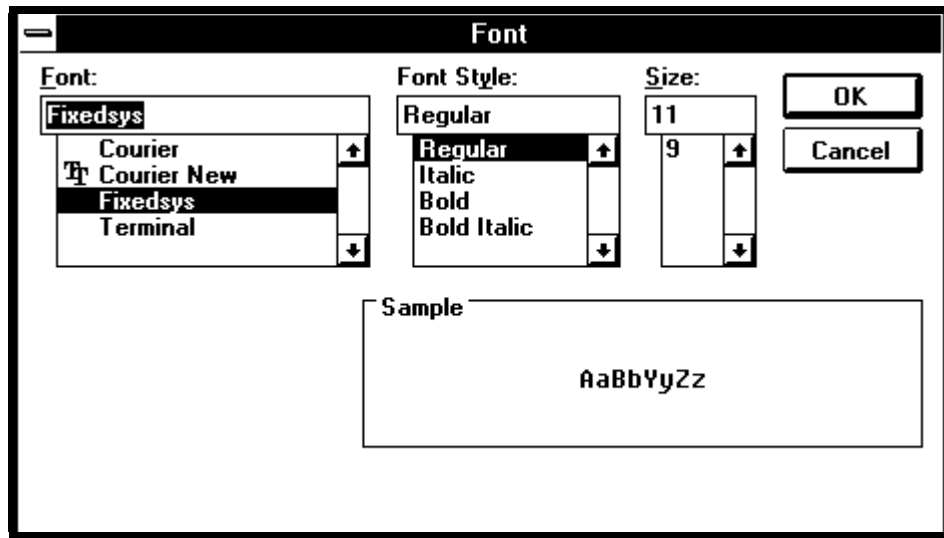 Font
Font:
Fixedsys
Courier
Courier New
Fixedsys
Terminal
Font Style:
Regular
Regular
Italic
Bold
Bold Italic
Size:
11
9
OK
Cancel
Sample
AaBbYyZz